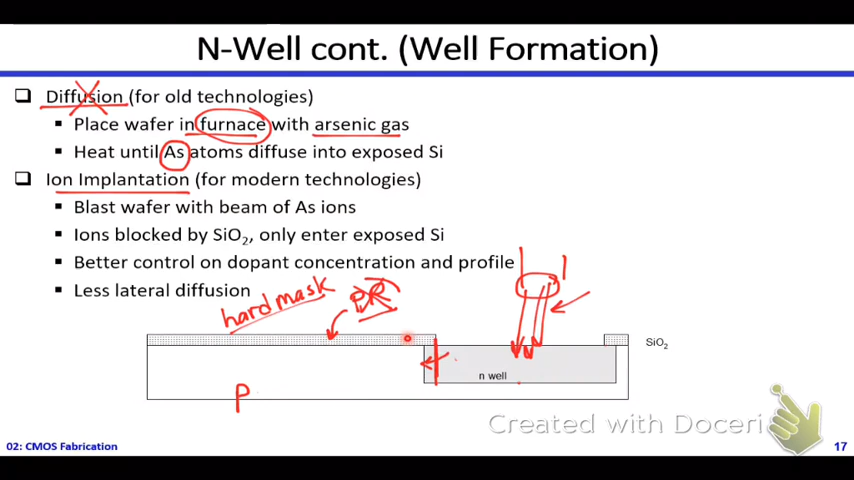 N-Well cont. (Well Formation)
Diffusion (for old technologies)
Place wafer in furnace with arsenic gas
Heat until As atoms diffuse into exposed Si
Ion Implantation (for modern technologies)
Blast wafer with beam of As ions
Ions blocked by SiO₂, only enter exposed Si
Better control on dopant concentration and profile
Less lateral diffusion
hard mask
PR
SiO₂
n well
P
Created with Doceri
02: CMOS Fabrication
17